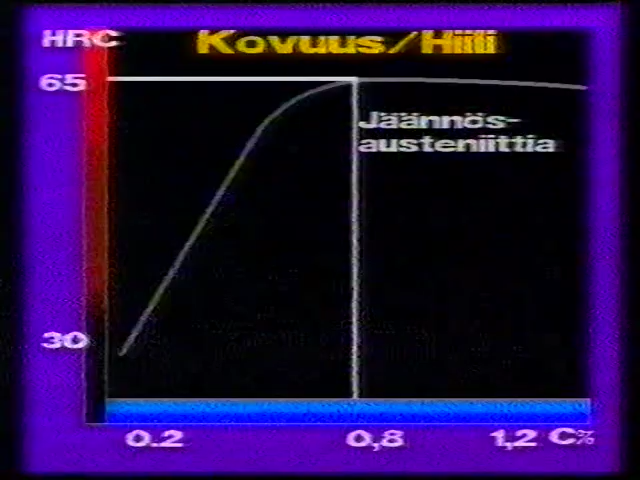 HRC Kovuus/Hiili
65
Jäännös-
austeniittia
30
0.2 0,8 1,2 C%